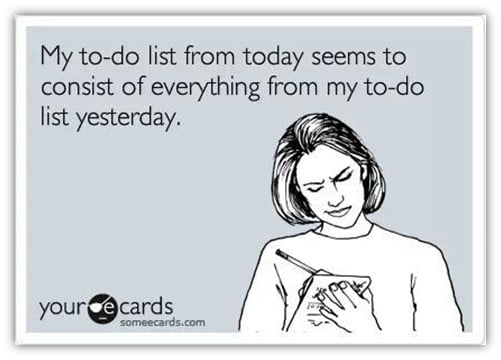 My to-do list from today seems to
consist of everything from my to-do
list yesterday.
your e cards
someecards.com